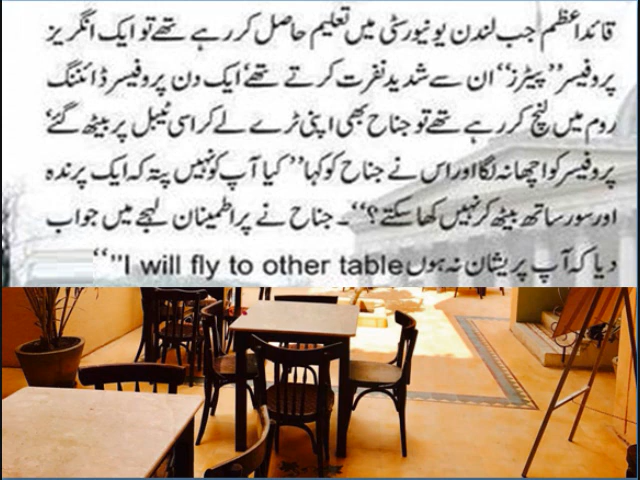 قائداعظم جب لندن یونیورسٹی میں تعلیم حاصل کر رہے تھے تو ایک انگریز
پروفیسر ’’پیٹرز‘‘ ان سے شدید نفرت کرتے تھے‘ ایک دن پروفیسر ڈائننگ
روم میں لنچ کر رہے تھے تو جناح بھی اپنی ٹرے لے کر اسی ٹیبل پر بیٹھ گئے‘
پروفیسر کو اچھا نہ لگا اور اس نے جناح کو کہا ’’کیا آپ کو نہیں پتہ کہ ایک پرندہ
اور سور ساتھ بیٹھ کر نہیں کھا سکتے؟‘‘۔ جناح نے پر اطمینان لہجے میں جواب
دیا کہ آپ پریشان نہ ہوں "I will fly to other table‘‘